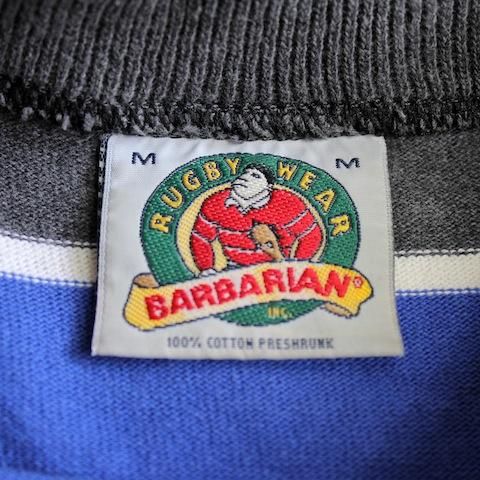 M M
RUGBY WEAR
BARBARIAN®
INC.
100% COTTON PRESHRUNK